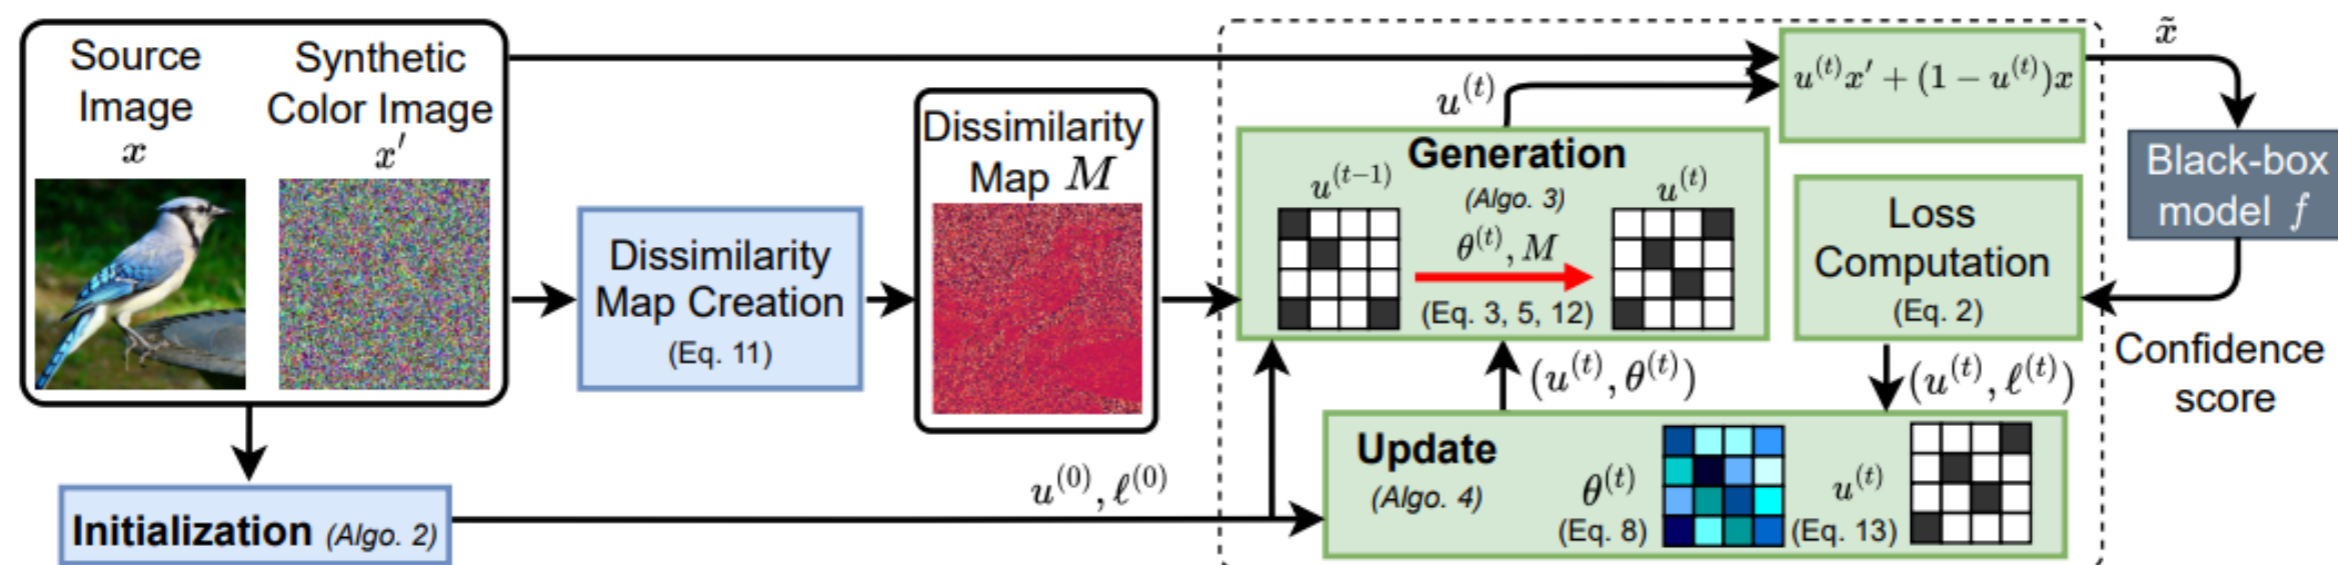 Source
Image
x
Synthetic
Color Image
x′
Dissimilarity
Map Creation
(Eq. 11)
Dissimilarity
Map M
Initialization (Algo. 2)
u^(0), ℓ^(0)
u^(t)
Generation
(Algo. 3)
u^(t−1)
θ^(t), M
(Eq. 3, 5, 12)
u^(t)
u^(t)x′ + (1 − u^(t))x
x̃
Black-box
model f
Confidence
score
Loss
Computation
(Eq. 2)
(u^(t), θ^(t))
(u^(t), ℓ^(t))
Update
(Algo. 4)
θ^(t)
(Eq. 8)
u^(t)
(Eq. 13)